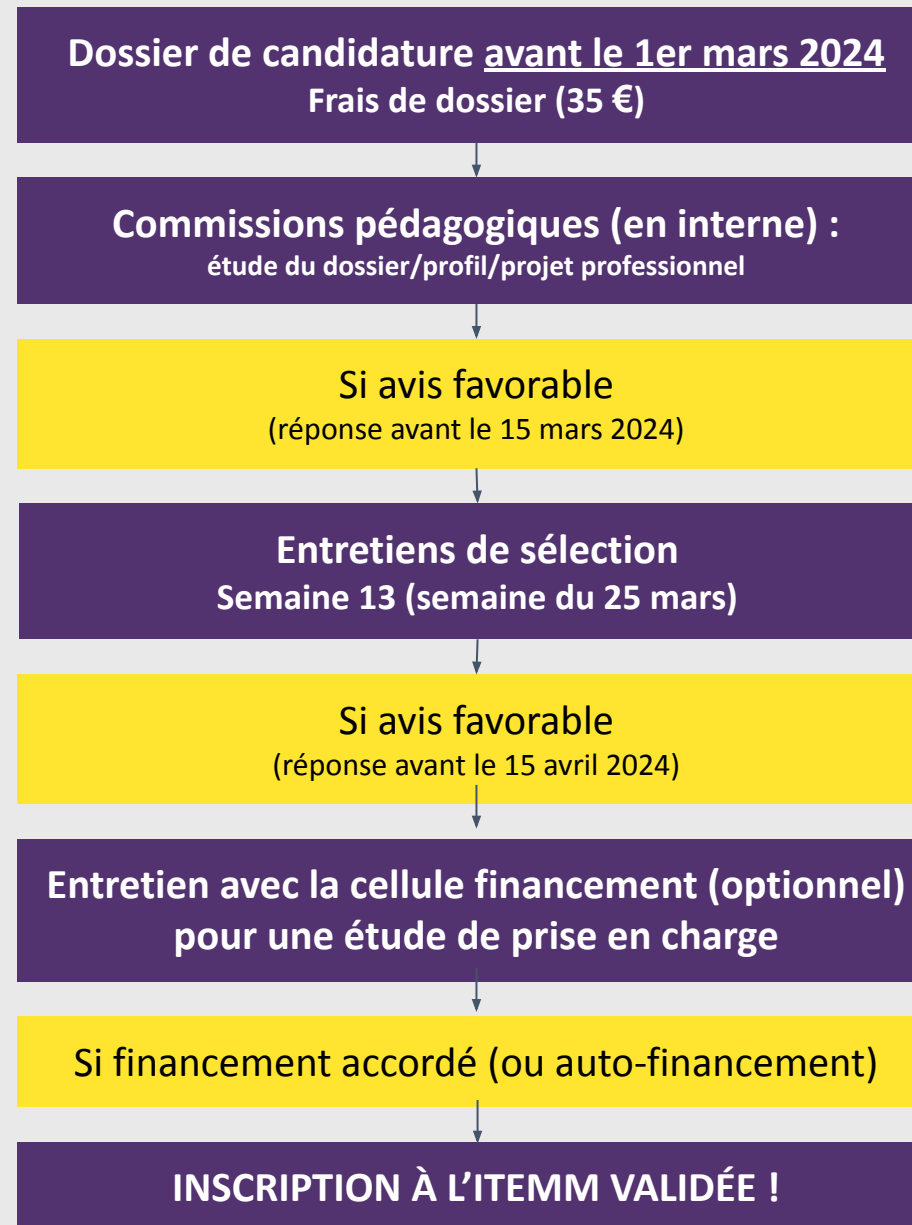 Dossier de candidature avant le 1er mars 2024
Frais de dossier (35 €)
Commissions pédagogiques (en interne) :
étude du dossier/profil/projet professionnel
Si avis favorable
(réponse avant le 15 mars 2024)
Entretiens de sélection
Semaine 13 (semaine du 25 mars)
Si avis favorable
(réponse avant le 15 avril 2024)
Entretien avec la cellule financement (optionnel)
pour une étude de prise en charge
Si financement accordé (ou auto-financement)
INSCRIPTION À L’ITEMM VALIDÉE !